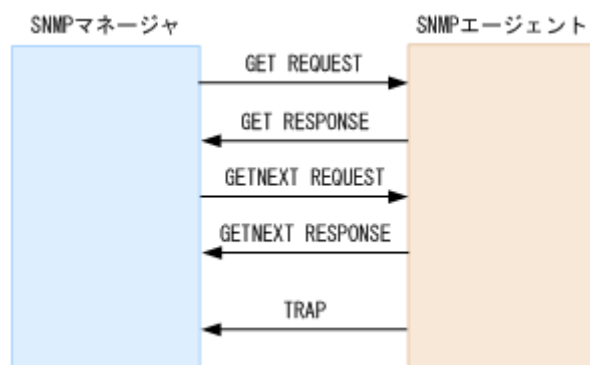 SNMPマネージャ
SNMPエージェント
GET REQUEST
GET RESPONSE
GETNEXT REQUEST
GETNEXT RESPONSE
TRAP